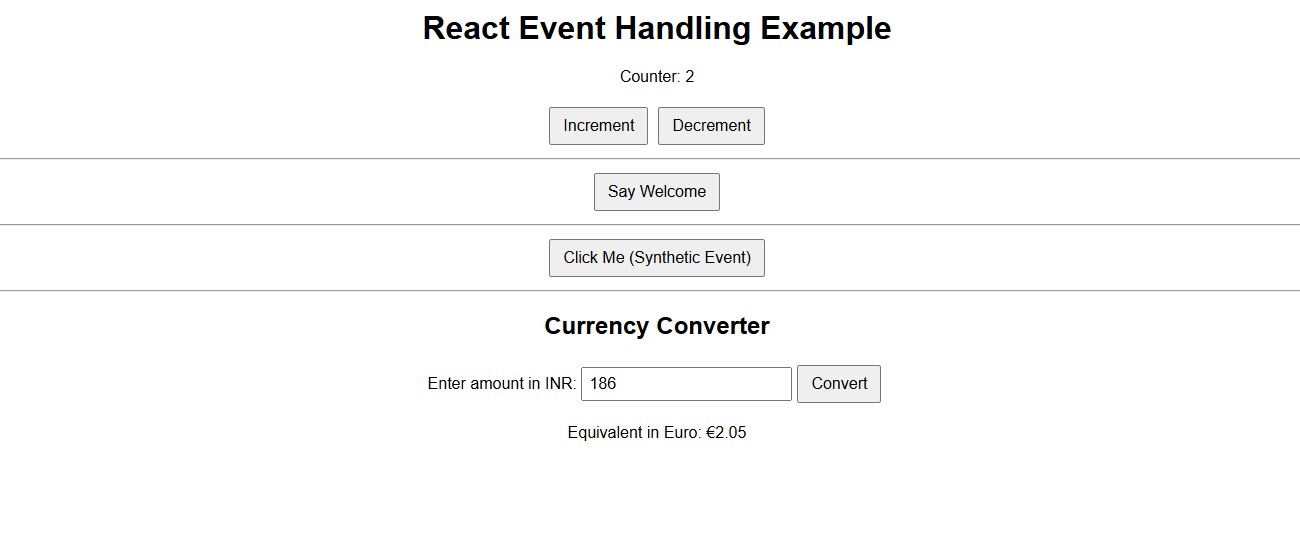 React Event Handling Example
Counter: 2
Increment Decrement
Say Welcome
Click Me (Synthetic Event)
Currency Converter
Enter amount in INR: 186 Convert
Equivalent in Euro: €2.05